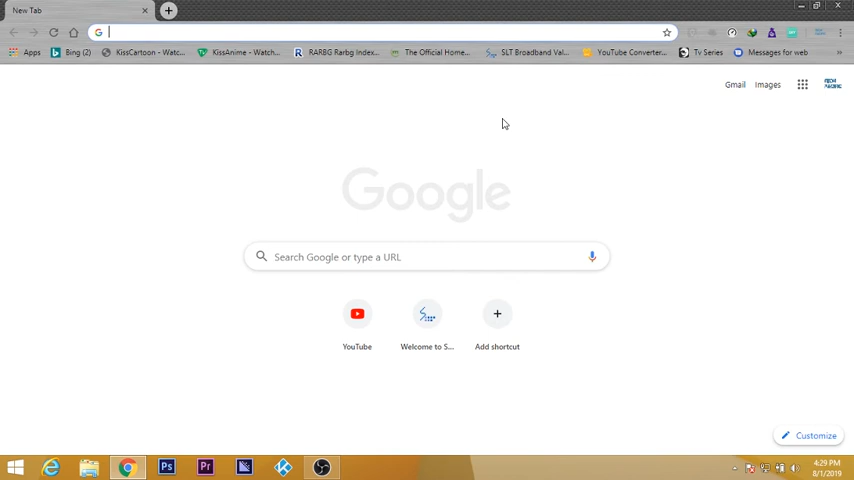 New Tab
Apps Bing (2) KissCartoon - Watc... KissAnime - Watch... RARBG Rarbg Index... The Official Home... SLT Broadband Val... YouTube Converter... Tv Series Messages for web
Gmail Images
Google
Search Google or type a URL
YouTube Welcome to S... Add shortcut
Customize
4:29 PM
8/1/2019